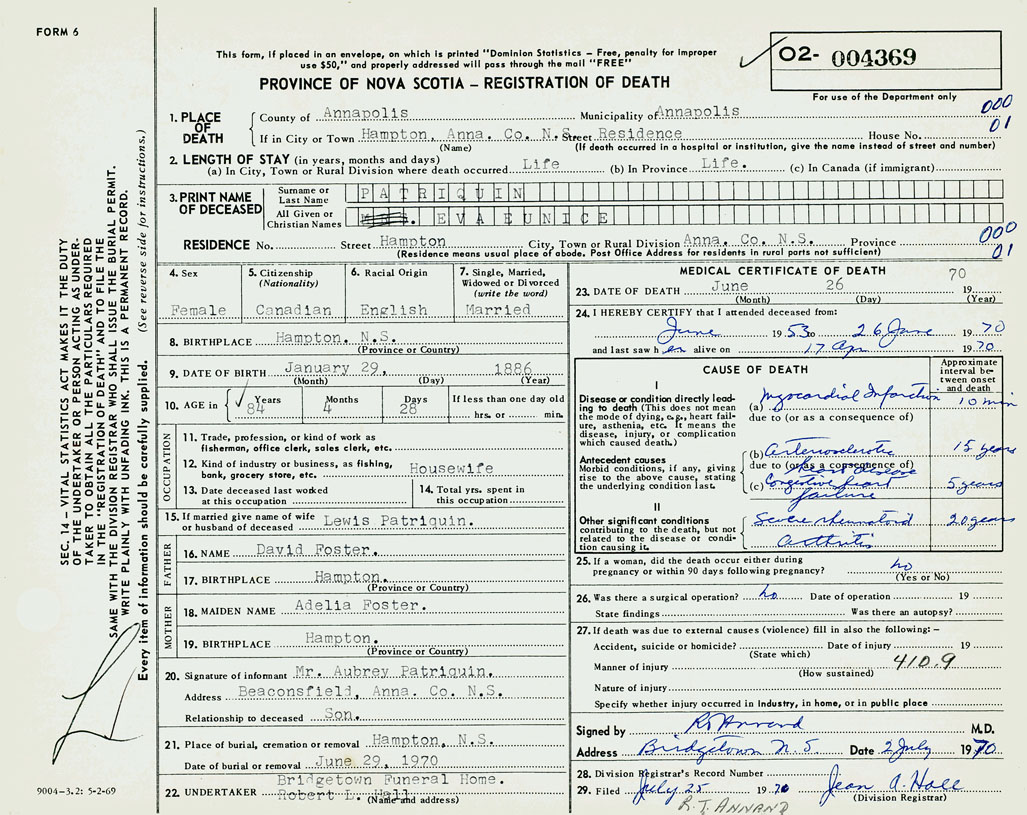 FORM 6
This form, if placed in an envelope, on which is printed "Dominion Statistics – Free, penalty for improper
use $50," and properly addressed will pass through the mail "FREE"
PROVINCE OF NOVA SCOTIA – REGISTRATION OF DEATH
02- 004369
For use of the Department only
000
01
1. PLACE OF DEATH
County of Annapolis Municipality of Annapolis
If in City or Town Hampton, Anna. Co. N.S. Street Residence House No.
(Name) (If death occurred in a hospital or institution, give the name instead of street and number)
2. LENGTH OF STAY (in years, months and days)
(a) In City, Town or Rural Division where death occurred Life (b) In Province Life. (c) In Canada (if immigrant)
3. PRINT NAME OF DECEASED
Surname or Last Name PATRIQUIN
All Given or Christian Names EVA EUNICE
RESIDENCE No. Street Hampton City, Town or Rural Division Anna. Co. N.S. Province
(Residence means usual place of abode. Post Office Address for residents in rural parts not sufficient)
000
01
4. Sex
Female
5. Citizenship (Nationality)
Canadian
6. Racial Origin
English
7. Single, Married, Widowed or Divorced (write the word)
Married
8. BIRTHPLACE Hampton, N.S.
(Province or Country)
9. DATE OF BIRTH January 29, 1886
(Month) (Day) (Year)
10. AGE in Years 84 Months 4 Days 28 If less than one day old
hrs. or min.
OCCUPATION
11. Trade, profession, or kind of work as
fisherman, office clerk, sales clerk, etc.
12. Kind of industry or business, as fishing,
bank, grocery store, etc. Housewife
13. Date deceased last worked
at this occupation
14. Total yrs. spent in
this occupation
15. If married give name of wife
or husband of deceased Lewis Patriquin.
FATHER
16. NAME David Foster.
17. BIRTHPLACE Hampton.
(Province or Country)
MOTHER
18. MAIDEN NAME Adelia Foster.
19. BIRTHPLACE Hampton.
(Province or Country)
20. Signature of informant Mr. Aubrey Patriquin.
Address Beaconsfield, Anna. Co. N.S.
Relationship to deceased Son.
21. Place of burial, cremation or removal Hampton, N.S.
Date of burial or removal June 29, 1970
Bridgetown Funeral Home.
22. UNDERTAKER Robert L. Hall
(Name and address)
MEDICAL CERTIFICATE OF DEATH
23. DATE OF DEATH June 26 19 70
(Month) (Day) (Year)
24. I HEREBY CERTIFY that I attended deceased from:
June 1953 to 26 June 1970
and last saw her alive on 17 Apr 1970
CAUSE OF DEATH
Approximate interval between onset and death
I
Disease or condition directly leading
to death (This does not mean
the mode of dying, e.g., heart failure,
asthenia, etc. It means the
disease, injury, or complication
which caused death.)
(a) Myocardial Infarction 10 min
due to (or as a consequence of)
Antecedent causes
Morbid conditions, if any, giving
rise to the above cause, stating
the underlying condition last.
(b) Arteriosclerotic heart disease 15 years
due to (or as a consequence of)
(c) Congestive heart failure 5 years
II
Other significant conditions
contributing to the death, but not
related to the disease or condition
causing it.
Severe rheumatoid arthritis 20 years
25. If a woman, did the death occur either during
pregnancy or within 90 days following pregnancy? no
(Yes or No)
26. Was there a surgical operation? no Date of operation 19
State findings Was there an autopsy?
27. If death was due to external causes (violence) fill in also the following:–
Accident, suicide or homicide? Date of injury 19
(State which)
Manner of injury 410.9
(How sustained)
Nature of injury
Specify whether injury occurred in Industry, in home, or in public place
Signed by R Annand M.D.
Address Bridgetown N.S. Date 2 July 1970
28. Division Registrar's Record Number
29. Filed July 25 1970 Jean A. Hall
(Division Registrar)
R.J. ANNAND
SEC. 14 – VITAL STATISTICS ACT MAKES IT THE DUTY
OF THE UNDERTAKER OR PERSON ACTING AS UNDER-
TAKER TO OBTAIN ALL THE PARTICULARS REQUIRED
IN THE "REGISTRATION OF DEATH" AND TO FILE THE
SAME WITH THE DIVISION REGISTRAR WHO SHALL ISSUE THE BURIAL PERMIT.
WRITE PLAINLY WITH UNFADING INK. THIS IS A PERMANENT RECORD.
Every item of information should be carefully supplied. (See reverse side for instructions.)
9004-3.2: 5-2-69